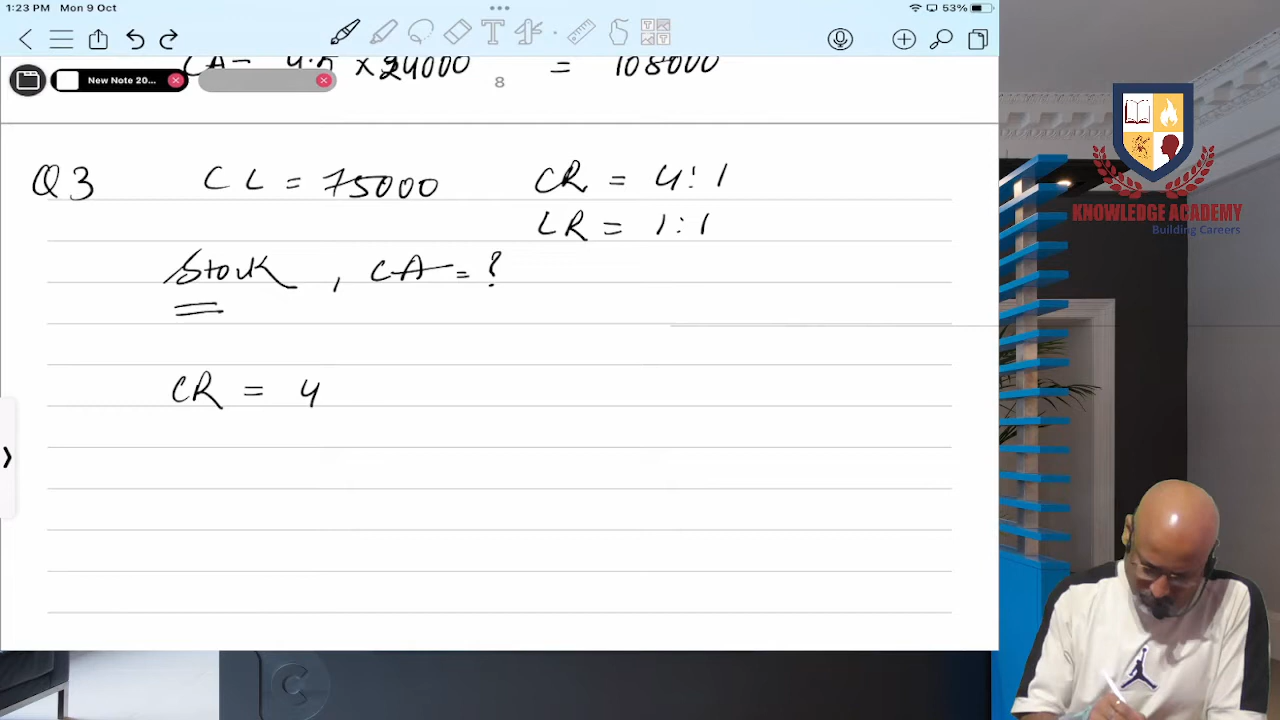 1:23 PM Mon 9 Oct
53%
CA = 4.5 × 24000 = 108000
New Note 20...
8
Q3 CL = 75000 CR = 4:1
LR = 1:1
Stock, CA = ?
CR = 4
KNOWLEDGE ACADEMY
Building Careers